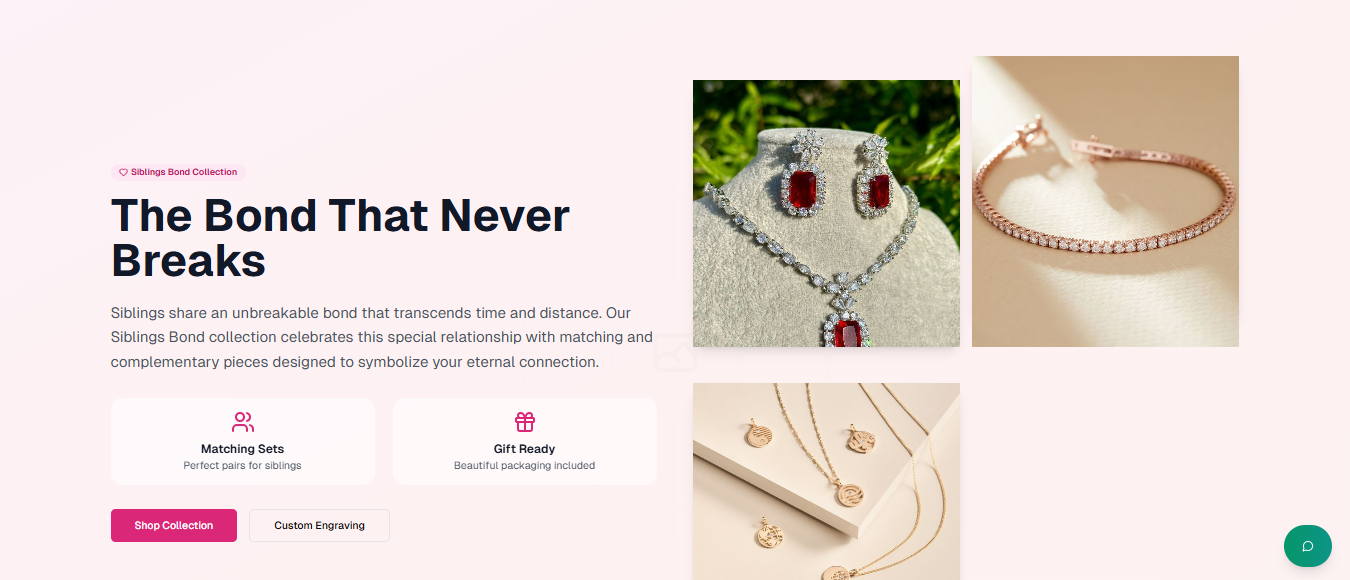 Siblings Bond Collection
The Bond That Never
Breaks
Siblings share an unbreakable bond that transcends time and distance. Our
Siblings Bond collection celebrates this special relationship with matching and
complementary pieces designed to symbolize your eternal connection.
Matching Sets
Perfect pairs for siblings
Gift Ready
Beautiful packaging included
Shop Collection
Custom Engraving